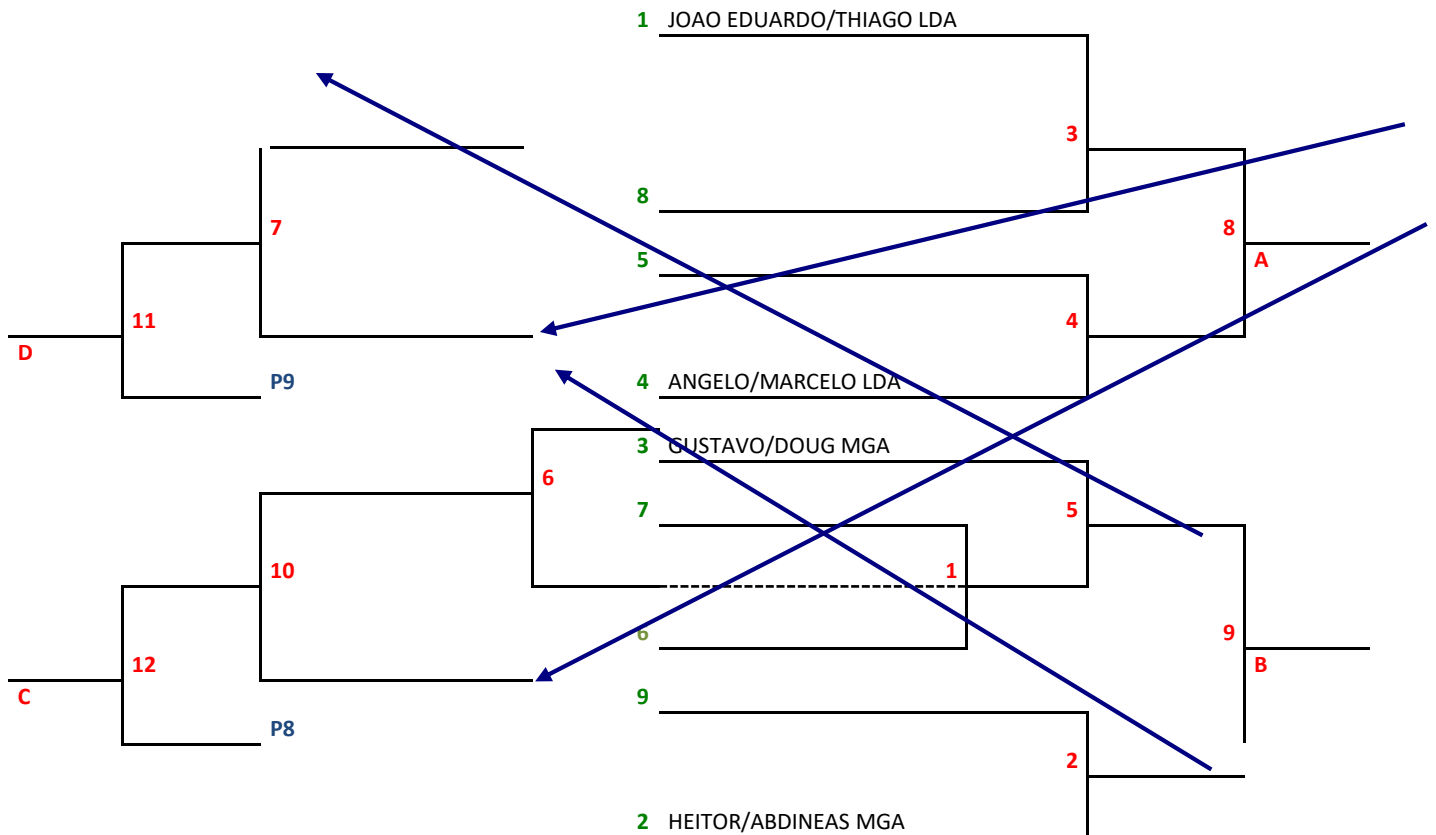 1 JOAO EDUARDO/THIAGO LDA
3
8
7
8
5
A
11
4
D
P9
4 ANGELO/MARCELO LDA
3 GUSTAVO/DOUG MGA
6
7
5
10
1
6
9
12
B
C
9
P8
2
2 HEITOR/ABDINEAS MGA